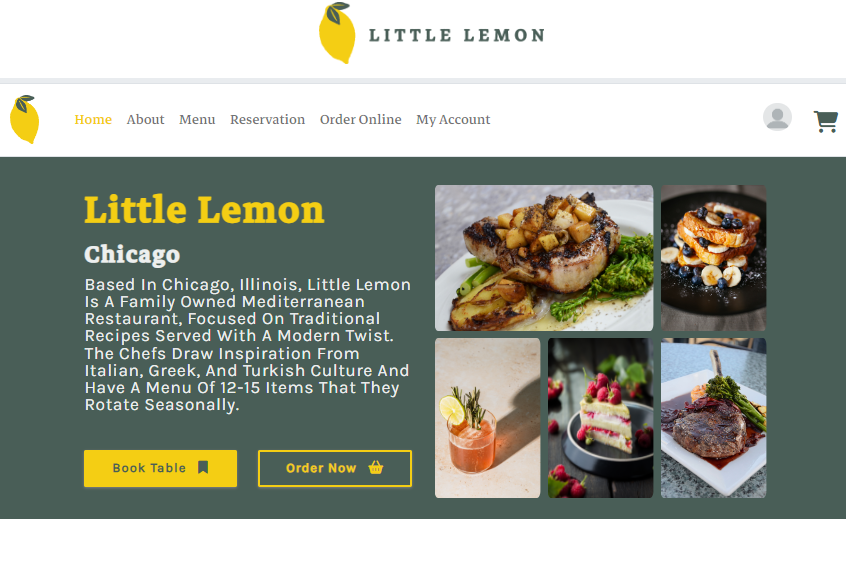 LITTLE LEMON
Home About Menu Reservation Order Online My Account
Little Lemon
Chicago
Based In Chicago, Illinois, Little Lemon
Is A Family Owned Mediterranean
Restaurant, Focused On Traditional
Recipes Served With A Modern Twist.
The Chefs Draw Inspiration From
Italian, Greek, And Turkish Culture And
Have A Menu Of 12-15 Items That They
Rotate Seasonally.
Book Table Order Now